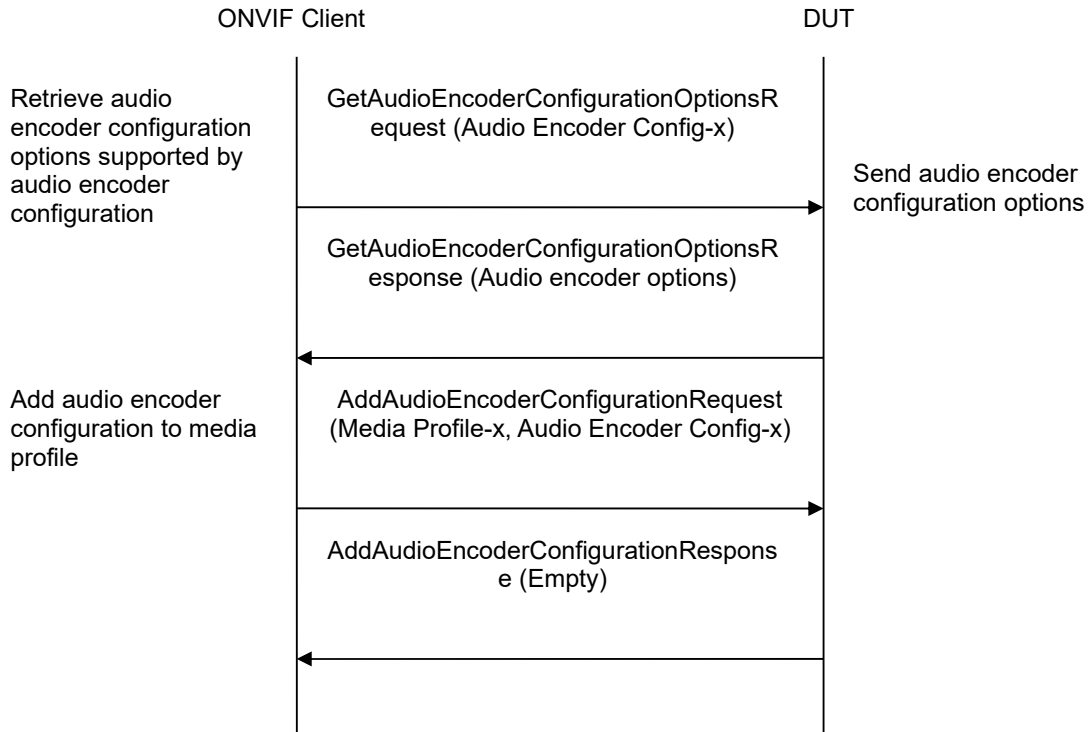 ONVIF Client
DUT
Retrieve audio
encoder configuration
options supported by
audio encoder
configuration
GetAudioEncoderConfigurationOptionsR
equest (Audio Encoder Config-x)
Send audio encoder
configuration options
GetAudioEncoderConfigurationOptionsR
esponse (Audio encoder options)
Add audio encoder
configuration to media
profile
AddAudioEncoderConfigurationRequest
(Media Profile-x, Audio Encoder Config-x)
AddAudioEncoderConfigurationRespons
e (Empty)